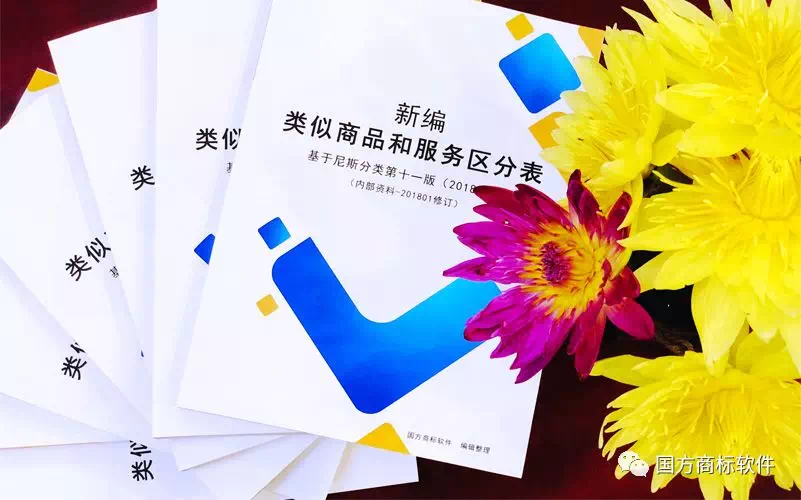 新编
类似商品和服务区分表
基于尼斯分类第十一版（2018
（内部资料-201801修订）
国方商标软件 编辑整理
类似
基
类
类似
基
类似
类
国方商标软件